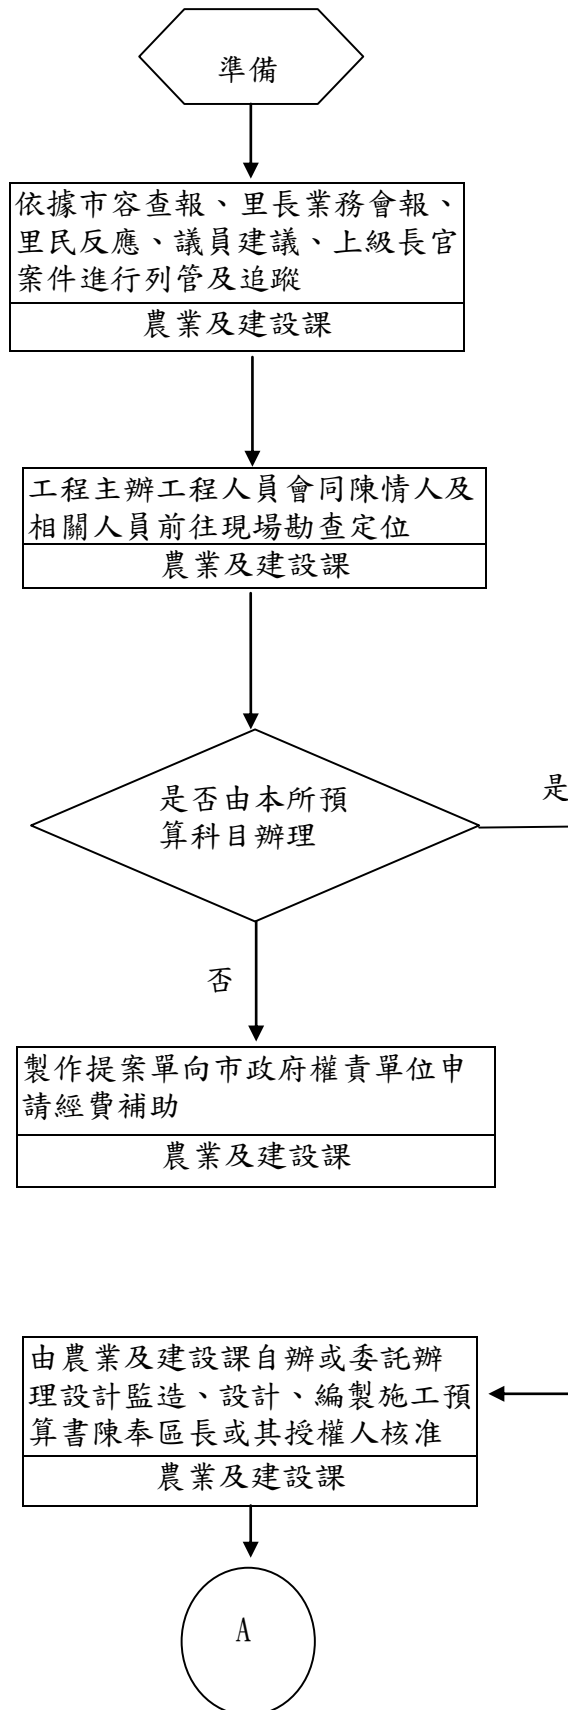 準備
依據市容查報、里長業務會報、
里民反應、議員建議、上級長官
案件進行列管及追蹤
農業及建設課
工程主辦工程人員會同陳情人及
相關人員前往現場勘查定位
農業及建設課
是否由本所預
算科目辦理
是
否
製作提案單向市政府權責單位申
請經費補助
農業及建設課
由農業及建設課自辦或委託辦
理設計監造、設計、編製施工預
算書陳奉區長或其授權人核准
農業及建設課
A